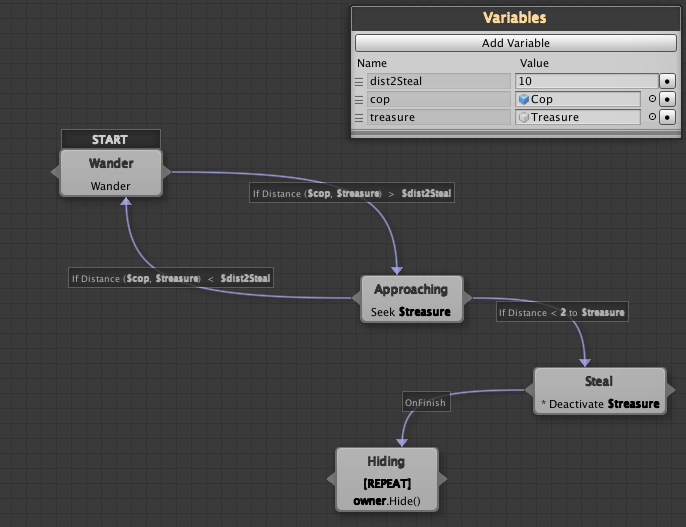 Variables
Add Variable
Name Value
dist2Steal 10
cop Cop
treasure Treasure
START
Wander
Wander
If Distance ($cop, $treasure) > $dist2Steal
If Distance ($cop, $treasure) < $dist2Steal
Approaching
Seek $treasure
If Distance < 2 to $treasure
Steal
* Deactivate $treasure
OnFinish
Hiding
[REPEAT]
owner.Hide()